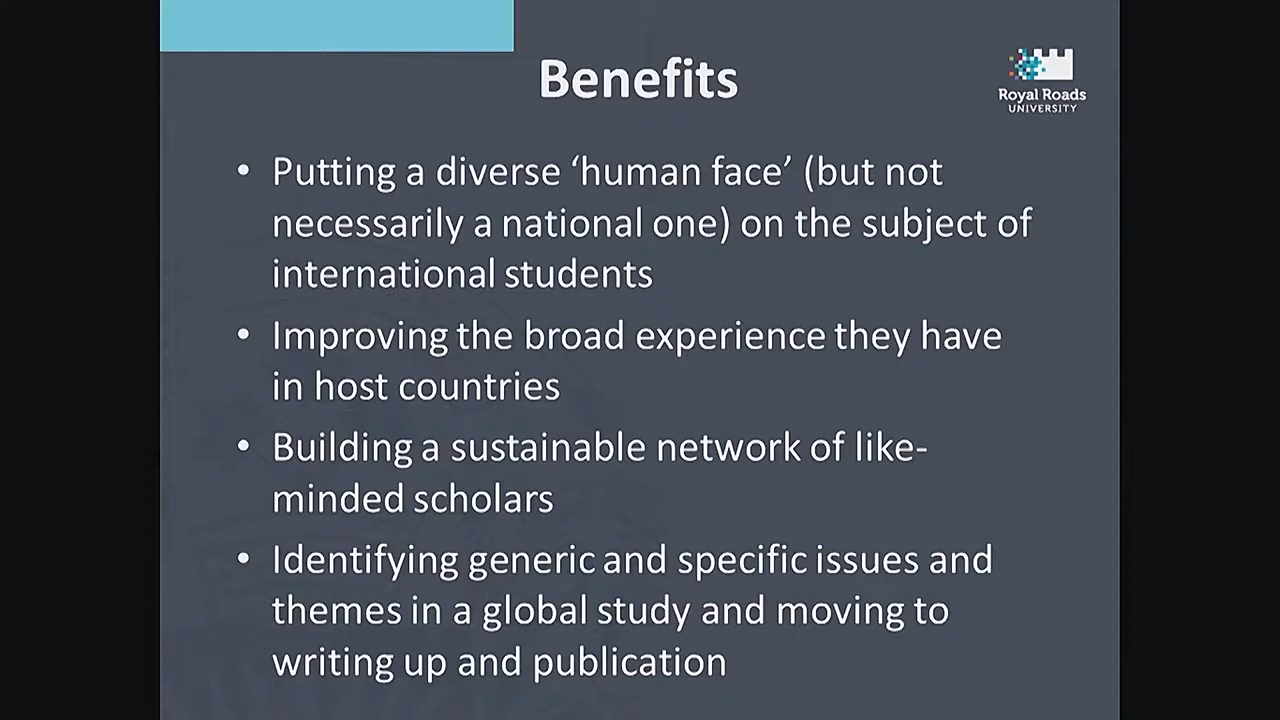 Benefits
Royal Roads
UNIVERSITY
• Putting a diverse ‘human face’ (but not
necessarily a national one) on the subject of
international students
• Improving the broad experience they have
in host countries
• Building a sustainable network of like-
minded scholars
• Identifying generic and specific issues and
themes in a global study and moving to
writing up and publication